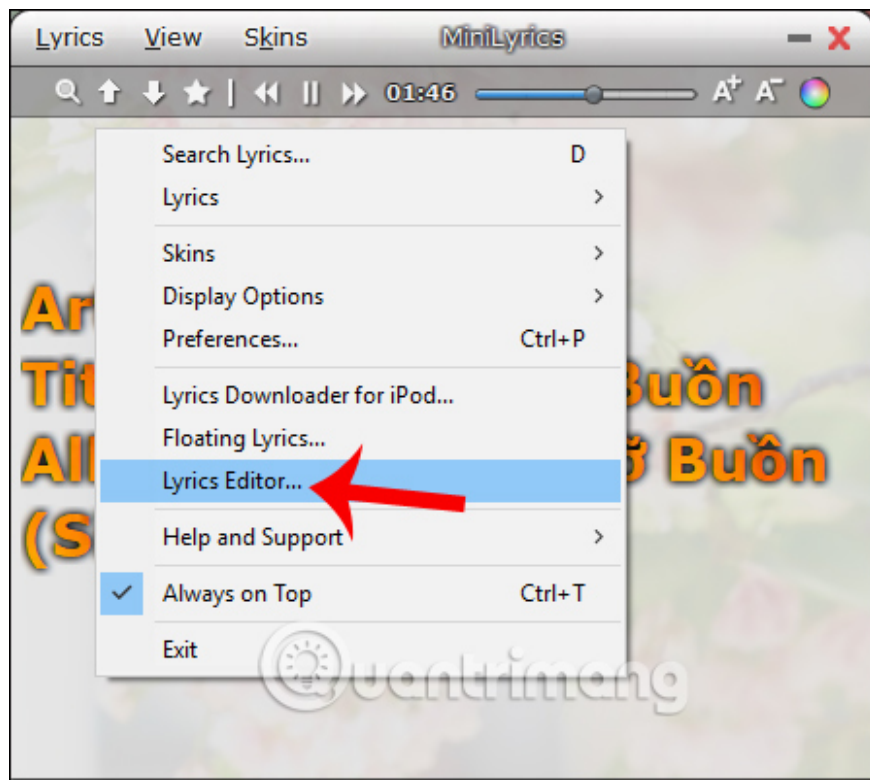 Lyrics View Skins MiniLyrics
01:46 A+ A-
Search Lyrics... D
Lyrics
Skins
Display Options
Preferences... Ctrl+P
Lyrics Downloader for iPod...
Floating Lyrics...
Lyrics Editor...
Help and Support
Always on Top Ctrl+T
Exit
Buồn
Buồn
Quantrimang